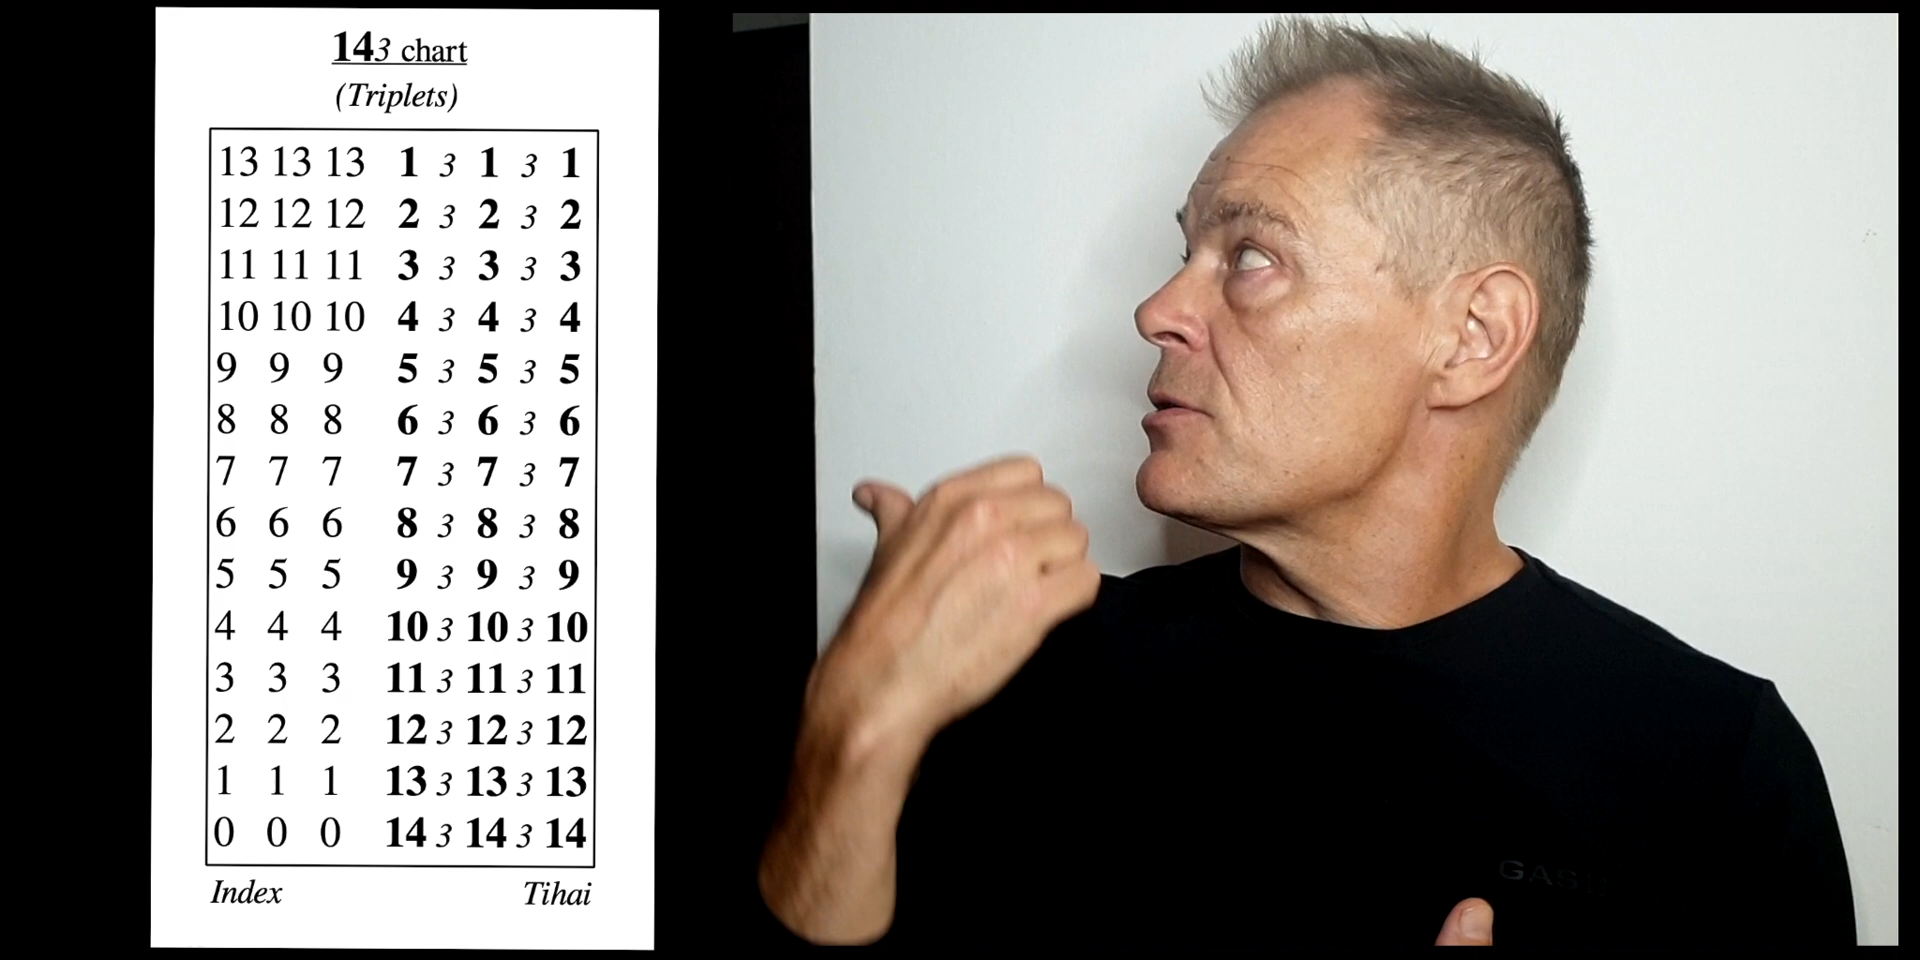 143 chart
(Triplets)
13 13 13 1 3 1 3 1
12 12 12 2 3 2 3 2
11 11 11 3 3 3 3 3
10 10 10 4 3 4 3 4
9 9 9 5 3 5 3 5
8 8 8 6 3 6 3 6
7 7 7 7 3 7 3 7
6 6 6 8 3 8 3 8
5 5 5 9 3 9 3 9
4 4 4 10 3 10 3 10
3 3 3 11 3 11 3 11
2 2 2 12 3 12 3 12
1 1 1 13 3 13 3 13
0 0 0 14 3 14 3 14
Index Tihai